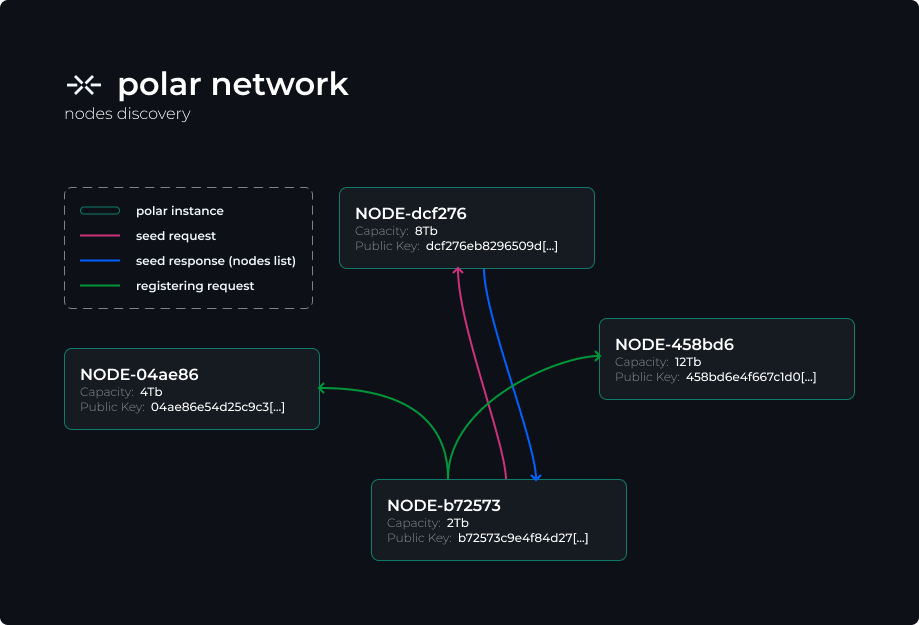 polar network
nodes discovery
polar instance
seed request
seed response (nodes list)
registering request
NODE-dcf276
Capacity: 8Tb
Public Key: dcf276eb8296509d[...]
NODE-458bd6
Capacity: 12Tb
Public Key: 458bd6e4f667c1d0[...]
NODE-04ae86
Capacity: 4Tb
Public Key: 04ae86e54d25c9c3[...]
NODE-b72573
Capacity: 2Tb
Public Key: b72573c9e4f84d27[...]